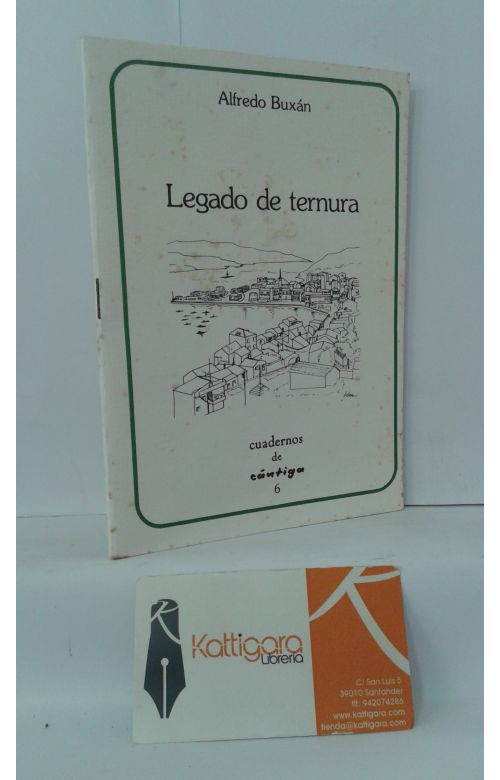 Alfredo Buxán
Legado de ternura
cuadernos
de
cántiga
6
Kattigara
Librería
C/ San Luis 5
39010 Santander
tlf: 942074286
www.kattigara.com
tienda@kattigara.com